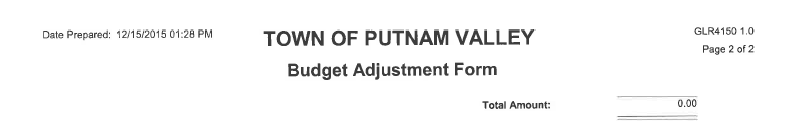 Date Prepared: 12/15/2015 01:28 PM
TOWN OF PUTNAM VALLEY
GLR4150 1.0
Page 2 of 2
Budget Adjustment Form
Total Amount: 0.00